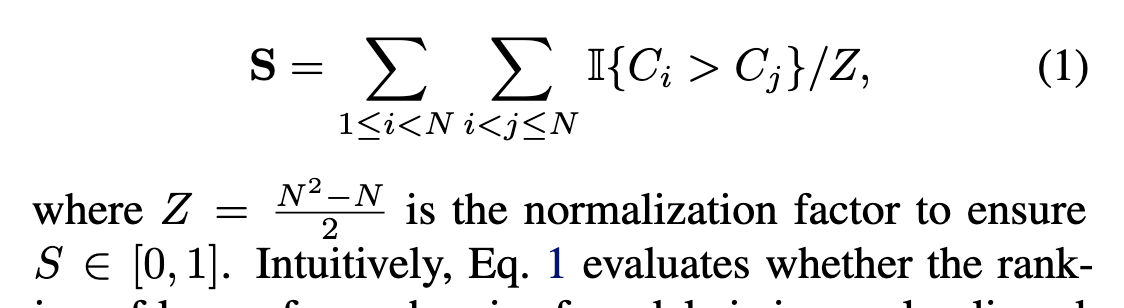 S = ∑_{1≤i<N} ∑_{i<j≤N} 𝕀{C_i > C_j}/Z, (1)
where Z = \frac{N^2−N}{2} is the normalization factor to ensure
S ∈ [0, 1]. Intuitively, Eq. 1 evaluates whether the rank-